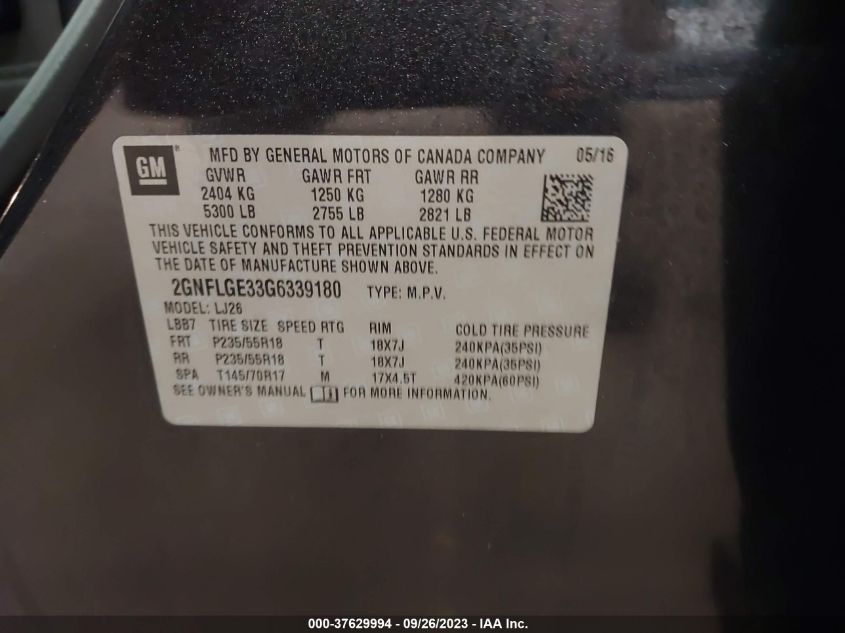 GM ® MFD BY GENERAL MOTORS OF CANADA COMPANY 05/16
GVWR GAWR FRT GAWR RR
2404 KG 1250 KG 1280 KG
5300 LB 2755 LB 2821 LB
THIS VEHICLE CONFORMS TO ALL APPLICABLE U.S. FEDERAL MOTOR
VEHICLE SAFETY AND THEFT PREVENTION STANDARDS IN EFFECT ON
THE DATE OF MANUFACTURE SHOWN ABOVE.
2GNFLGE33G6339180 TYPE: M.P.V.
MODEL: LJ26
LBB7 TIRE SIZE SPEED RTG RIM COLD TIRE PRESSURE
FRT P235/55R18 T 18X7J 240KPA(35PSI)
RR P235/55R18 T 18X7J 240KPA(35PSI)
SPA T145/70R17 M 17X4.5T 420KPA(60PSI)
SEE OWNER'S MANUAL FOR MORE INFORMATION.
000-37629994 - 09/26/2023 - IAA Inc.